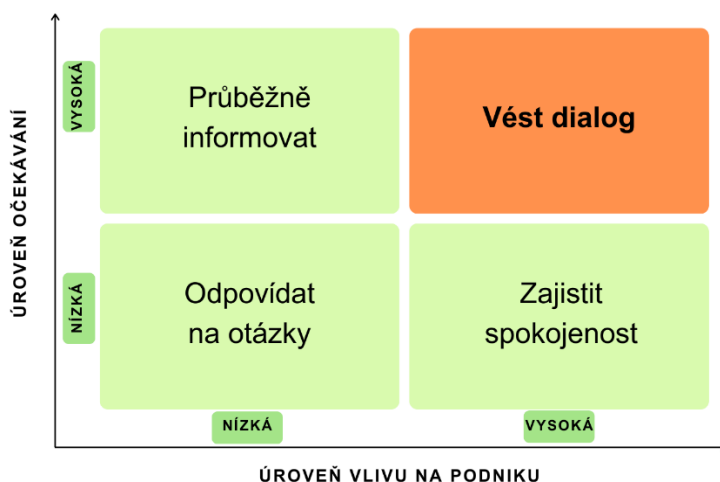 ÚROVEŇ OČEKÁVÁNÍ
VYSOKÁ
Průběžně
informovat
Vést dialog
NÍZKÁ
Odpovídat
na otázky
Zajistit
spokojenost
NÍZKÁ
VYSOKÁ
ÚROVEŇ VLIVU NA PODNIKU